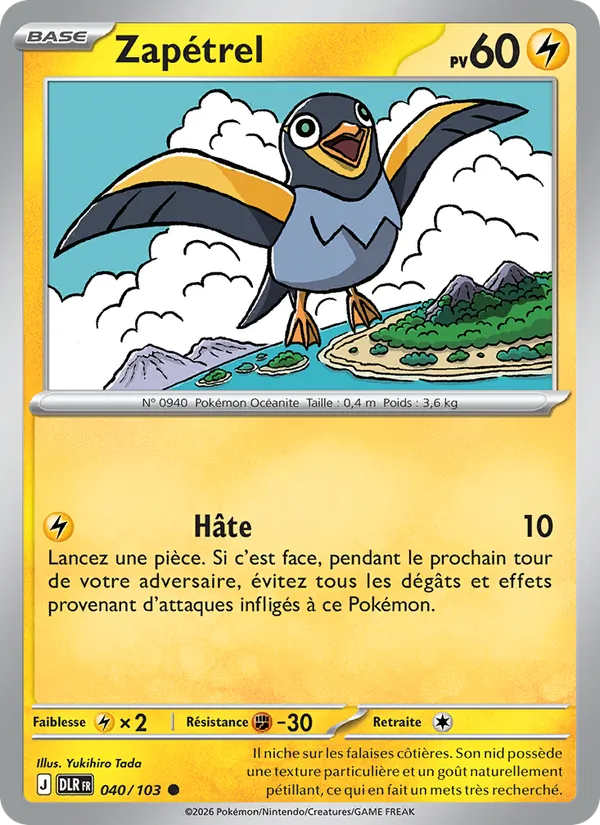 BASE
Zapétrel
PV 60
N° 0940 Pokémon Océanite Taille : 0,4 m Poids : 3,6 kg
Hâte 10
Lancez une pièce. Si c'est face, pendant le prochain tour
de votre adversaire, évitez tous les dégâts et effets
provenant d'attaques infligés à ce Pokémon.
Faiblesse ×2 Résistance -30 Retraite
Illus. Yukihiro Tada
Il niche sur les falaises côtières. Son nid possède
une texture particulière et un goût naturellement
pétillant, ce qui en fait un mets très recherché.
J DLR FR 040/103
©2026 Pokémon/Nintendo/Creatures/GAME FREAK